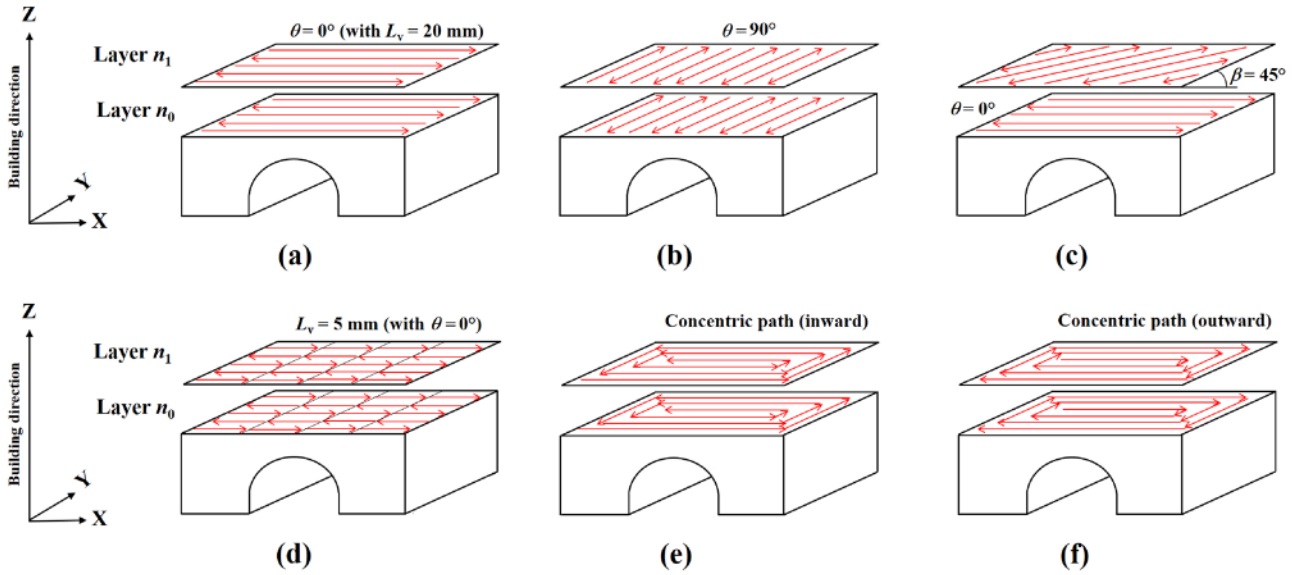 Z
θ = 0° (with Lv = 20 mm)
θ = 90°
Layer n1
β = 45°
Layer n0
θ = 0°
Building direction
Y
X
(a)
(b)
(c)
Z
Lv = 5 mm (with θ = 0°)
Concentric path (inward)
Concentric path (outward)
Layer n1
Layer n0
Building direction
Y
X
(d)
(e)
(f)